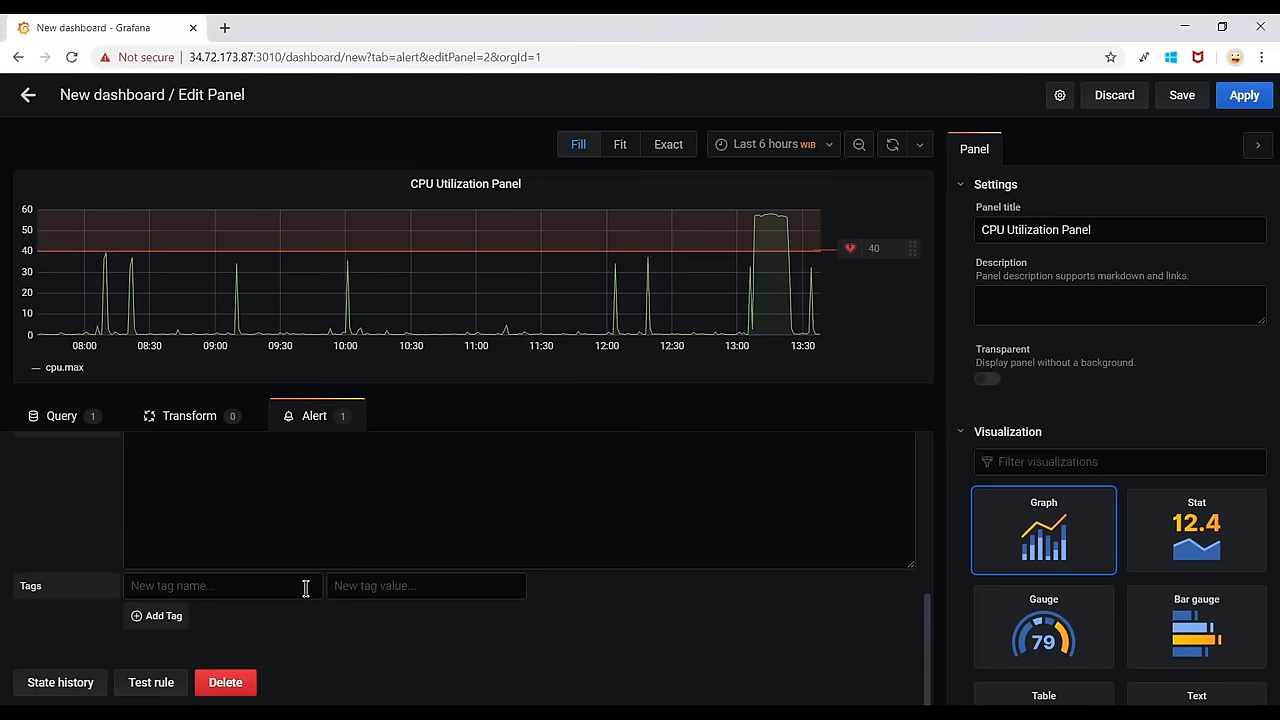 New dashboard - Grafana
Not secure
34.72.173.87:3010/dashboard/new?tab=alert&editPanel=2&orgId=1
New dashboard / Edit Panel
Discard
Save
Apply
Fill
Fit
Exact
Last 6 hours WIB
CPU Utilization Panel
60
50
40
30
20
10
0
08:00
08:30
09:00
09:30
10:00
10:30
11:00
11:30
12:00
12:30
13:00
13:30
40
cpu.max
Query 1
Transform 0
Alert 1
Tags
New tag name...
New tag value...
Add Tag
State history
Test rule
Delete
Panel
Settings
Panel title
CPU Utilization Panel
Description
Panel description supports markdown and links.
Transparent
Display panel without a background.
Visualization
Filter visualizations
Graph
Stat
12.4
Gauge
79
Bar gauge
Table
Text